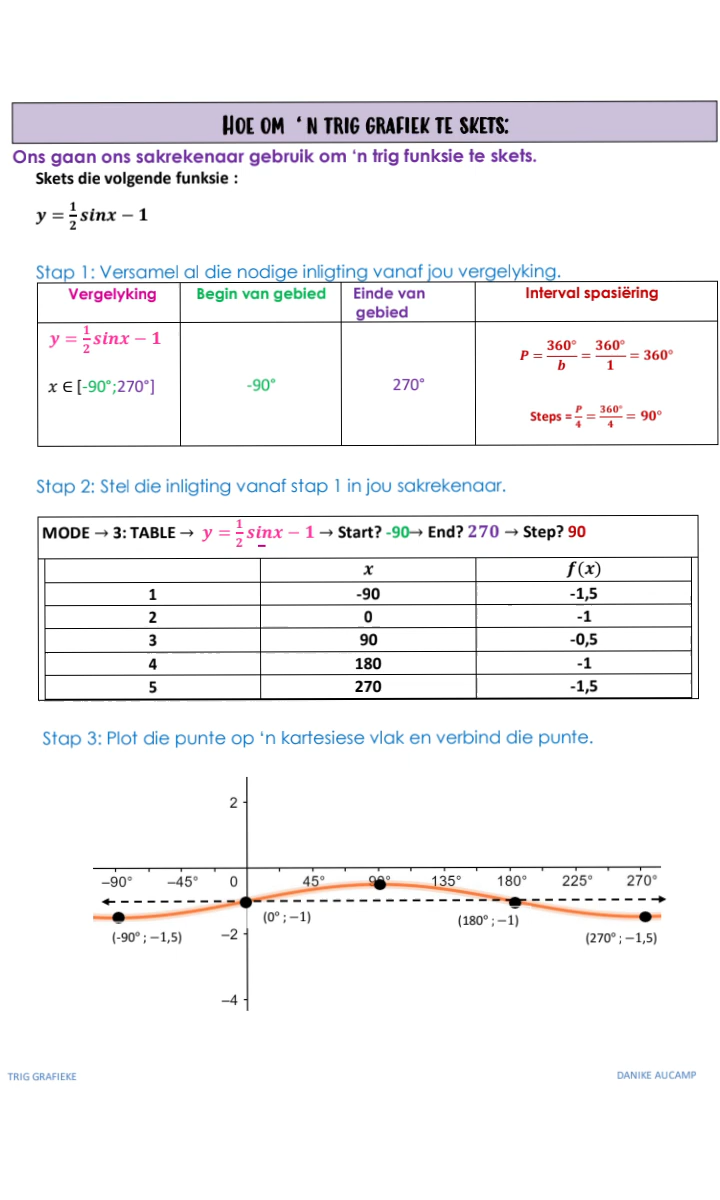 HOE OM 'N TRIG GRAFIEK TE SKETS:
Ons gaan ons sakrekenaar gebruik om 'n trig funksie te skets.
Skets die volgende funksie :
y = 1/2 sinx − 1
Stap 1: Versamel al die nodige inligting vanaf jou vergelyking.
Vergelyking Begin van gebied Einde van gebied Interval spasiëring
y = 1/2 sinx − 1
x ∈ [-90°;270°] -90° 270° P = 360°/b = 360°/1 = 360°
Steps = P/4 = 360°/4 = 90°
Stap 2: Stel die inligting vanaf stap 1 in jou sakrekenaar.
MODE → 3: TABLE → y = 1/2 sinx − 1 → Start? -90→ End? 270 → Step? 90
x f(x)
1 -90 -1,5
2 0 -1
3 90 -0,5
4 180 -1
5 270 -1,5
Stap 3: Plot die punte op 'n kartesiese vlak en verbind die punte.
2
−90° −45° 0 45° 90° 135° 180° 225° 270°
(0° ; −1) (180° ; −1)
(-90° ; −1,5) −2 (270° ; −1,5)
−4
TRIG GRAFIEKE DANIKE AUCAMP